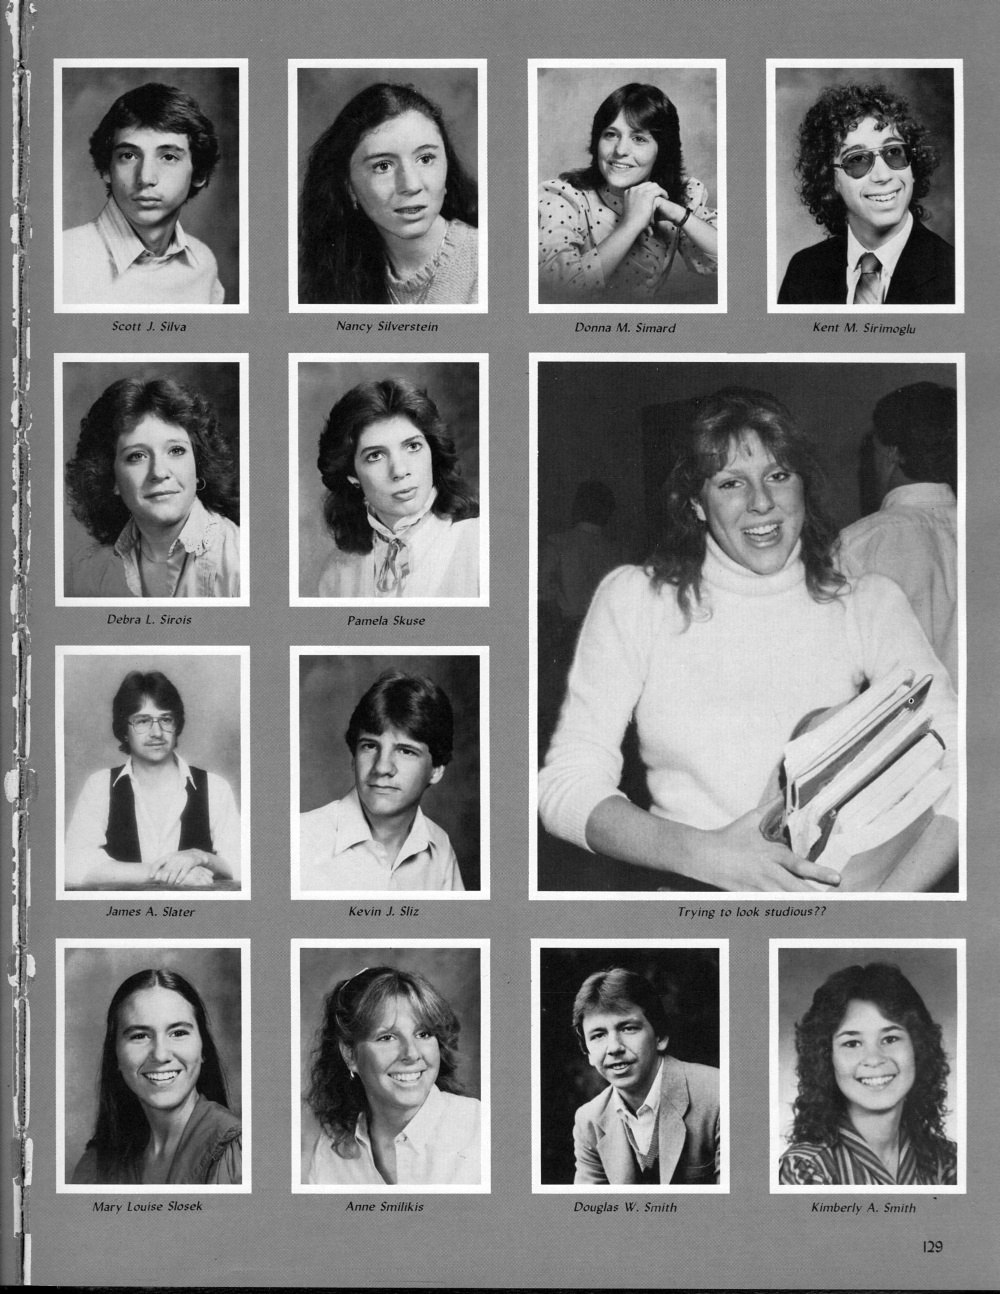 Scott J. Silva
Nancy Silverstein
Donna M. Simard
Kent M. Sirimoglu
Debra L. Sirois
Pamela Skuse
James A. Slater
Kevin J. Sliz
Trying to look studious??
Mary Louise Slosek
Anne Smilikis
Douglas W. Smith
Kimberly A. Smith
129